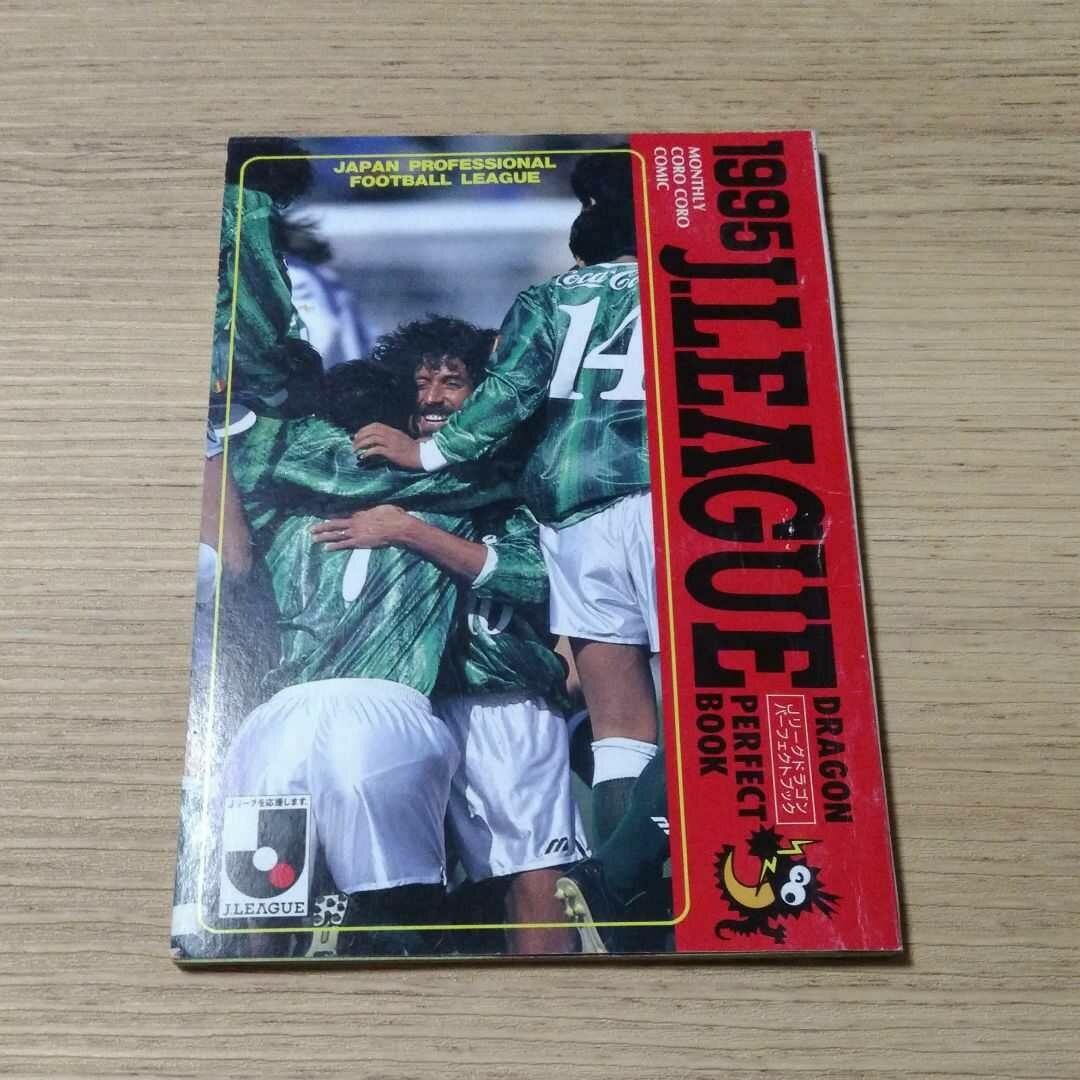 JAPAN PROFESSIONAL
FOOTBALL LEAGUE
1995 J.LEAGUE
MONTHLY
CORO CORO
COMIC
DRAGON
PERFECT
BOOK
Jリーグドラゴン
パーフェクトブック
Coca-Co
14
Jリーグを応援します。
J.LEAGUE